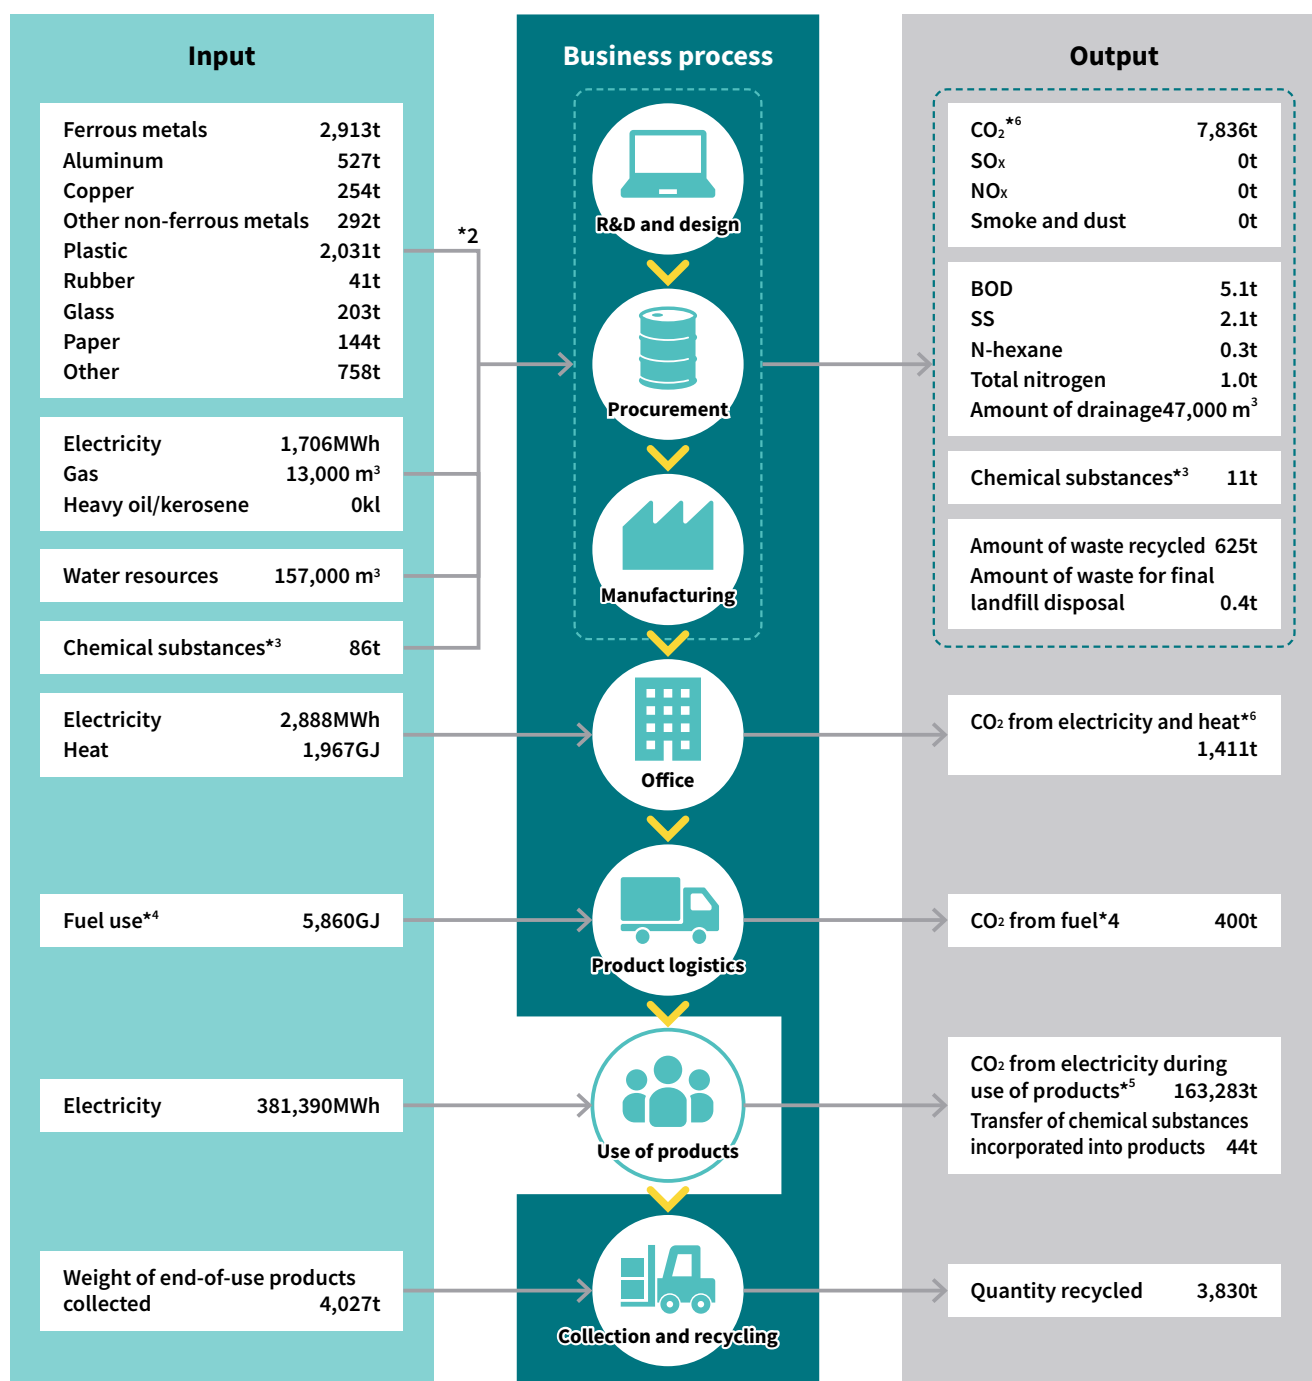 Input
Ferrous metals 2,913t
Aluminum 527t
Copper 254t
Other non-ferrous metals 292t
Plastic 2,031t
Rubber 41t
Glass 203t
Paper 144t
Other 758t
*2
Electricity 1,706MWh
Gas 13,000 m³
Heavy oil/kerosene 0kl
Water resources 157,000 m³
Chemical substances*³ 86t
Electricity 2,888MWh
Heat 1,967GJ
Fuel use*⁴ 5,860GJ
Electricity 381,390MWh
Weight of end-of-use products
collected 4,027t
Business process
R&D and design
Procurement
Manufacturing
Office
Product logistics
Use of products
Collection and recycling
Output
CO₂*⁶ 7,836t
SOx 0t
NOx 0t
Smoke and dust 0t
BOD 5.1t
SS 2.1t
N-hexane 0.3t
Total nitrogen 1.0t
Amount of drainage47,000 m³
Chemical substances*³ 11t
Amount of waste recycled 625t
Amount of waste for final
landfill disposal 0.4t
CO₂ from electricity and heat*⁶
1,411t
CO₂ from fuel*4 400t
CO₂ from electricity during
use of products*⁵ 163,283t
Transfer of chemical substances
incorporated into products 44t
Quantity recycled 3,830t